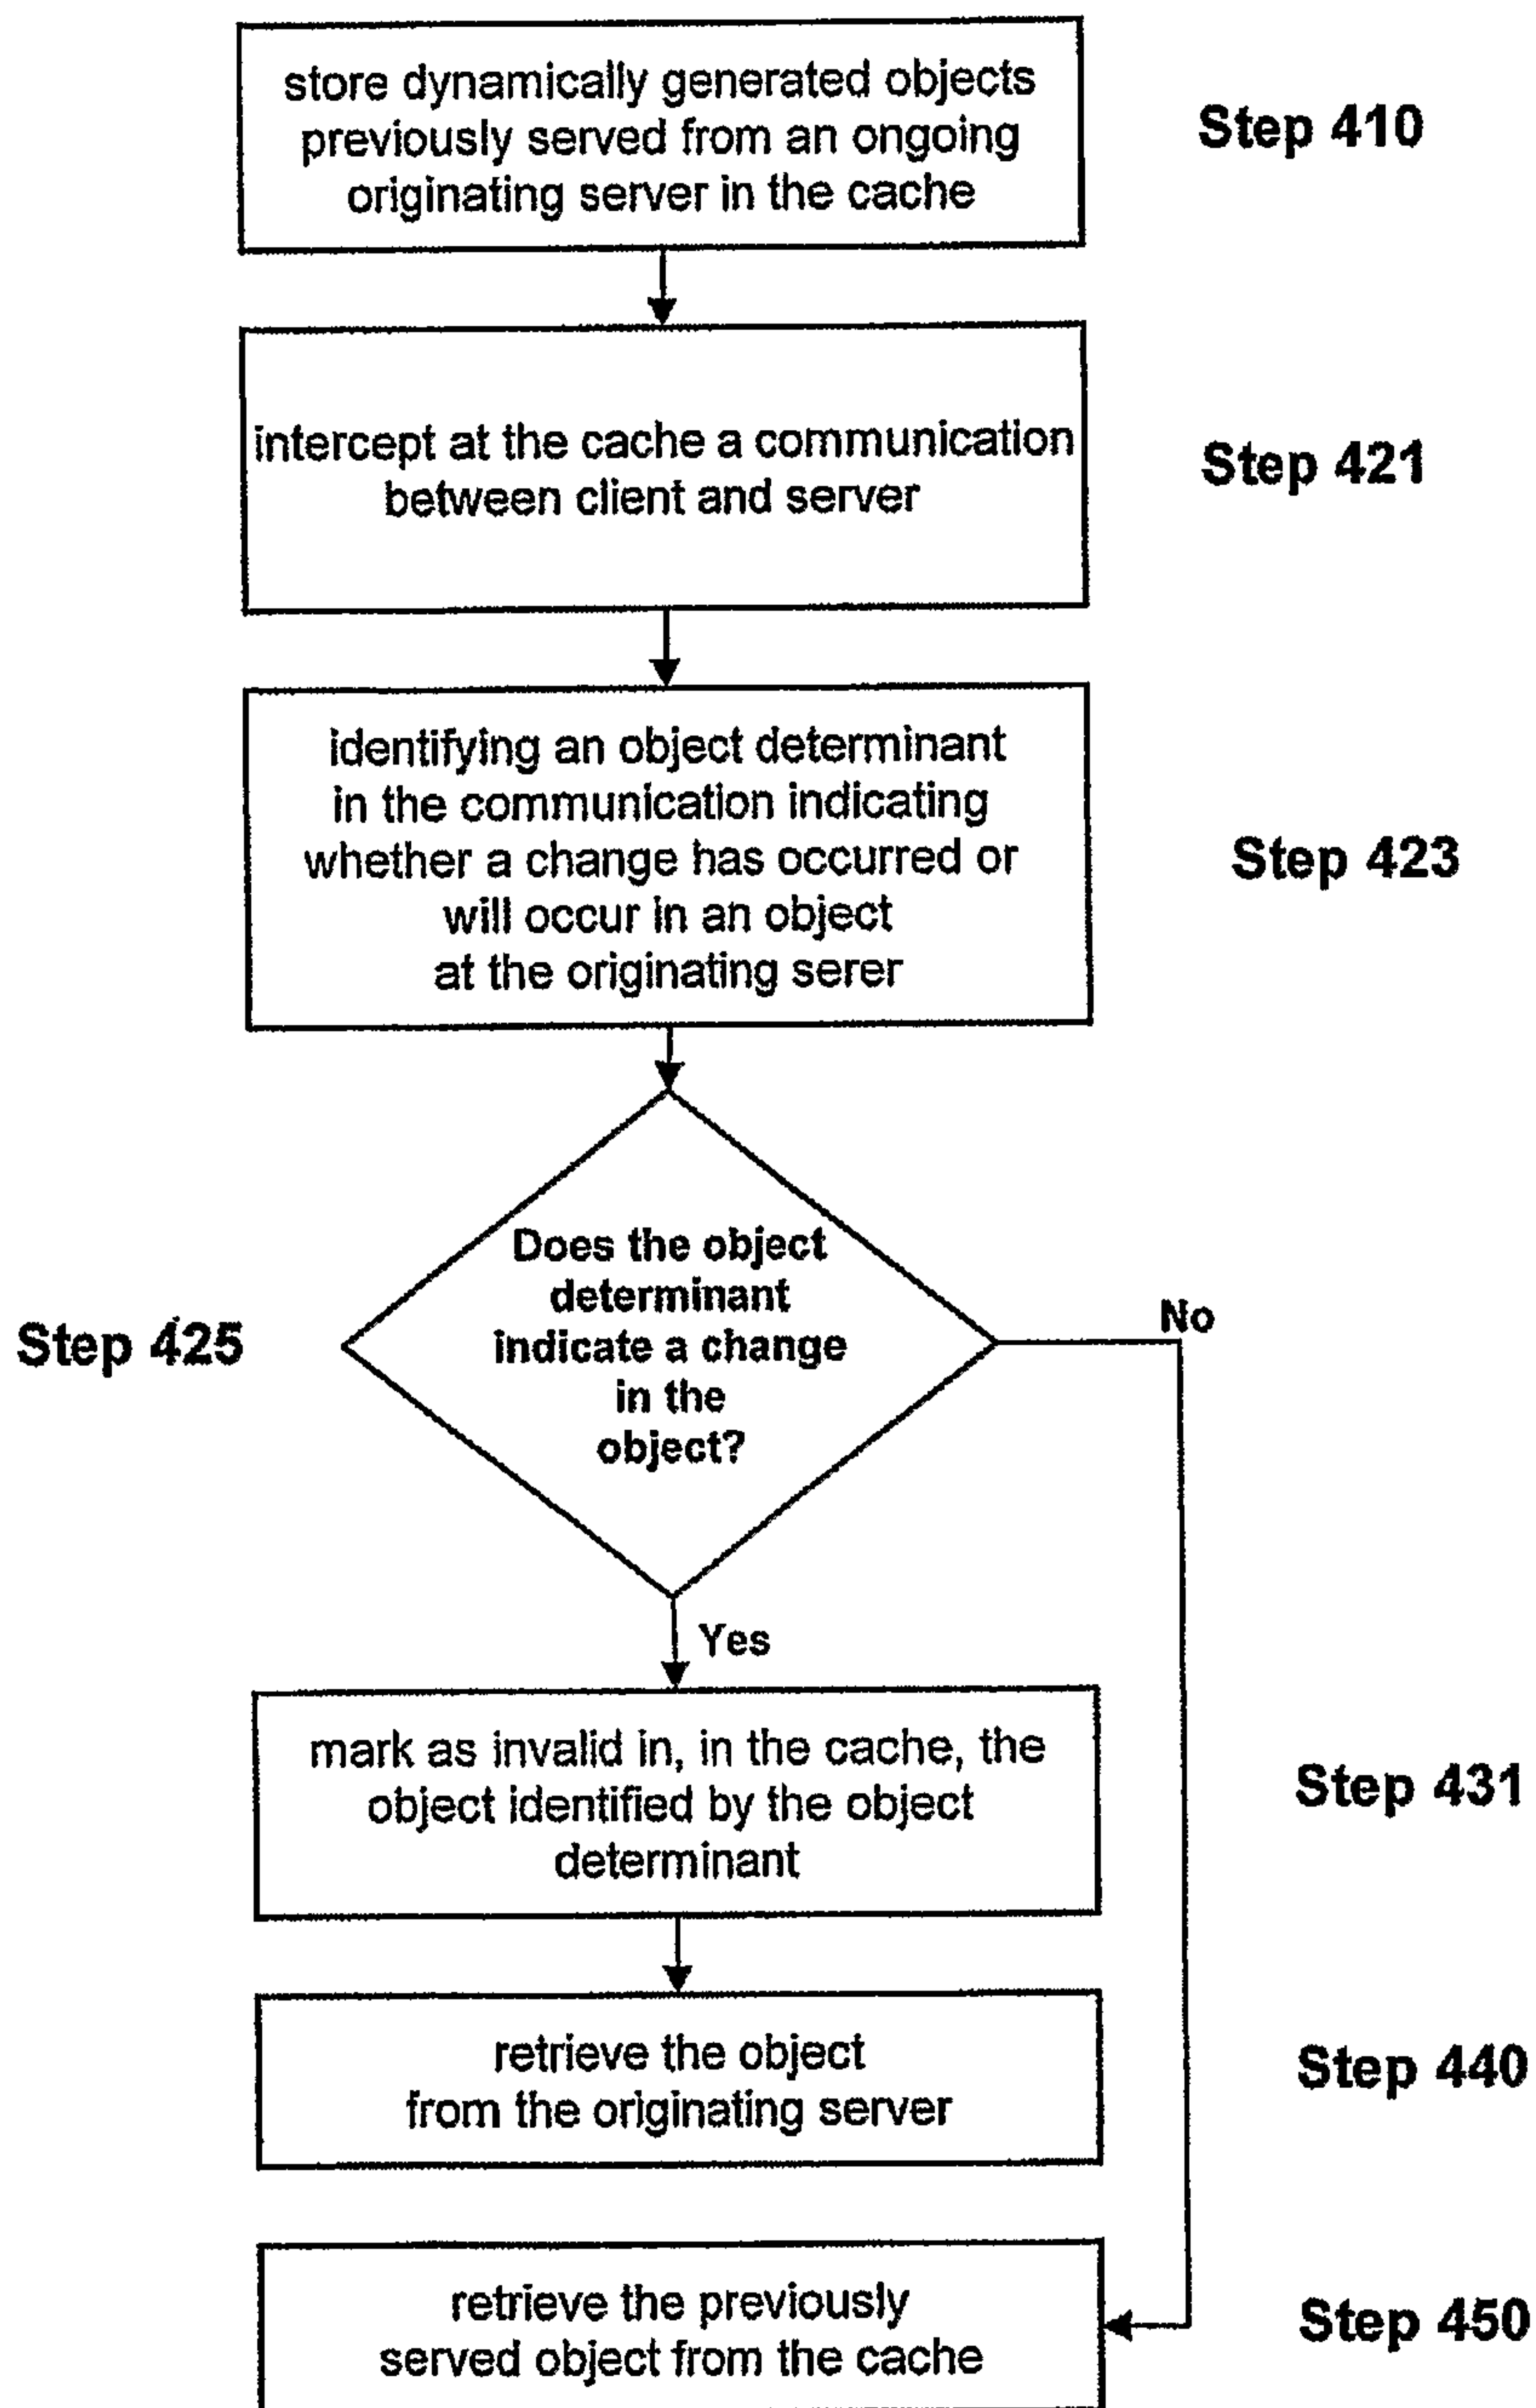 store dynamically generated objects
previously served from an ongoing
originating server in the cache
Step 410
intercept at the cache a communication
between client and server
Step 421
identifying an object determinant
in the communication indicating
whether a change has occurred or
will occur in an object
at the originating serer
Step 423
Does the object
determinant
indicate a change
in the
object?
Step 425
No
Yes
mark as invalid in, in the cache, the
object identified by the object
determinant
Step 431
retrieve the object
from the originating server
Step 440
retrieve the previously
served object from the cache
Step 450